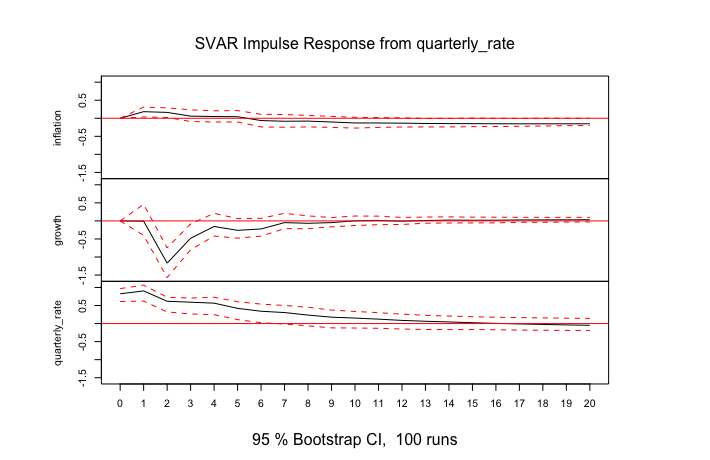 SVAR Impulse Response from quarterly_rate
inflation
0.5
-0.5
-1.5
growth
0.5
-0.5
-1.5
quarterly_rate
0.5
-0.5
-1.5
0 1 2 3 4 5 6 7 8 9 10 11 12 13 14 15 16 17 18 19 20
95 % Bootstrap CI, 100 runs